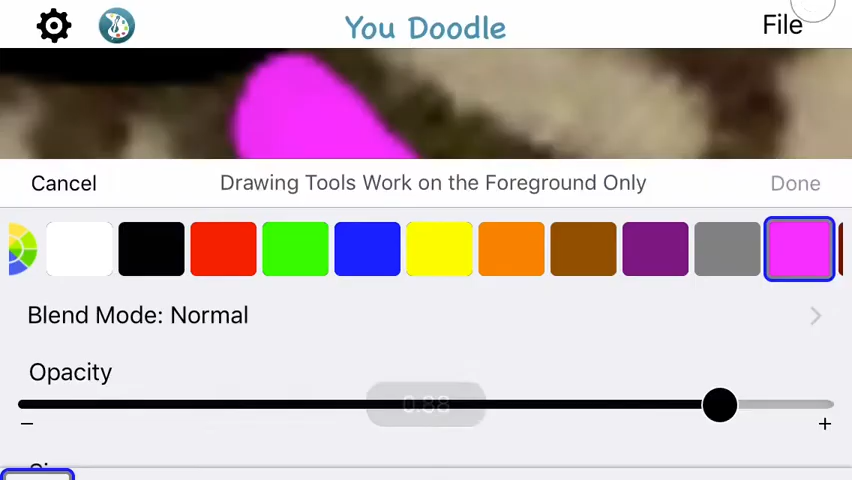 You Doodle
File
Cancel
Drawing Tools Work on the Foreground Only
Done
Blend Mode: Normal
Opacity
0.88